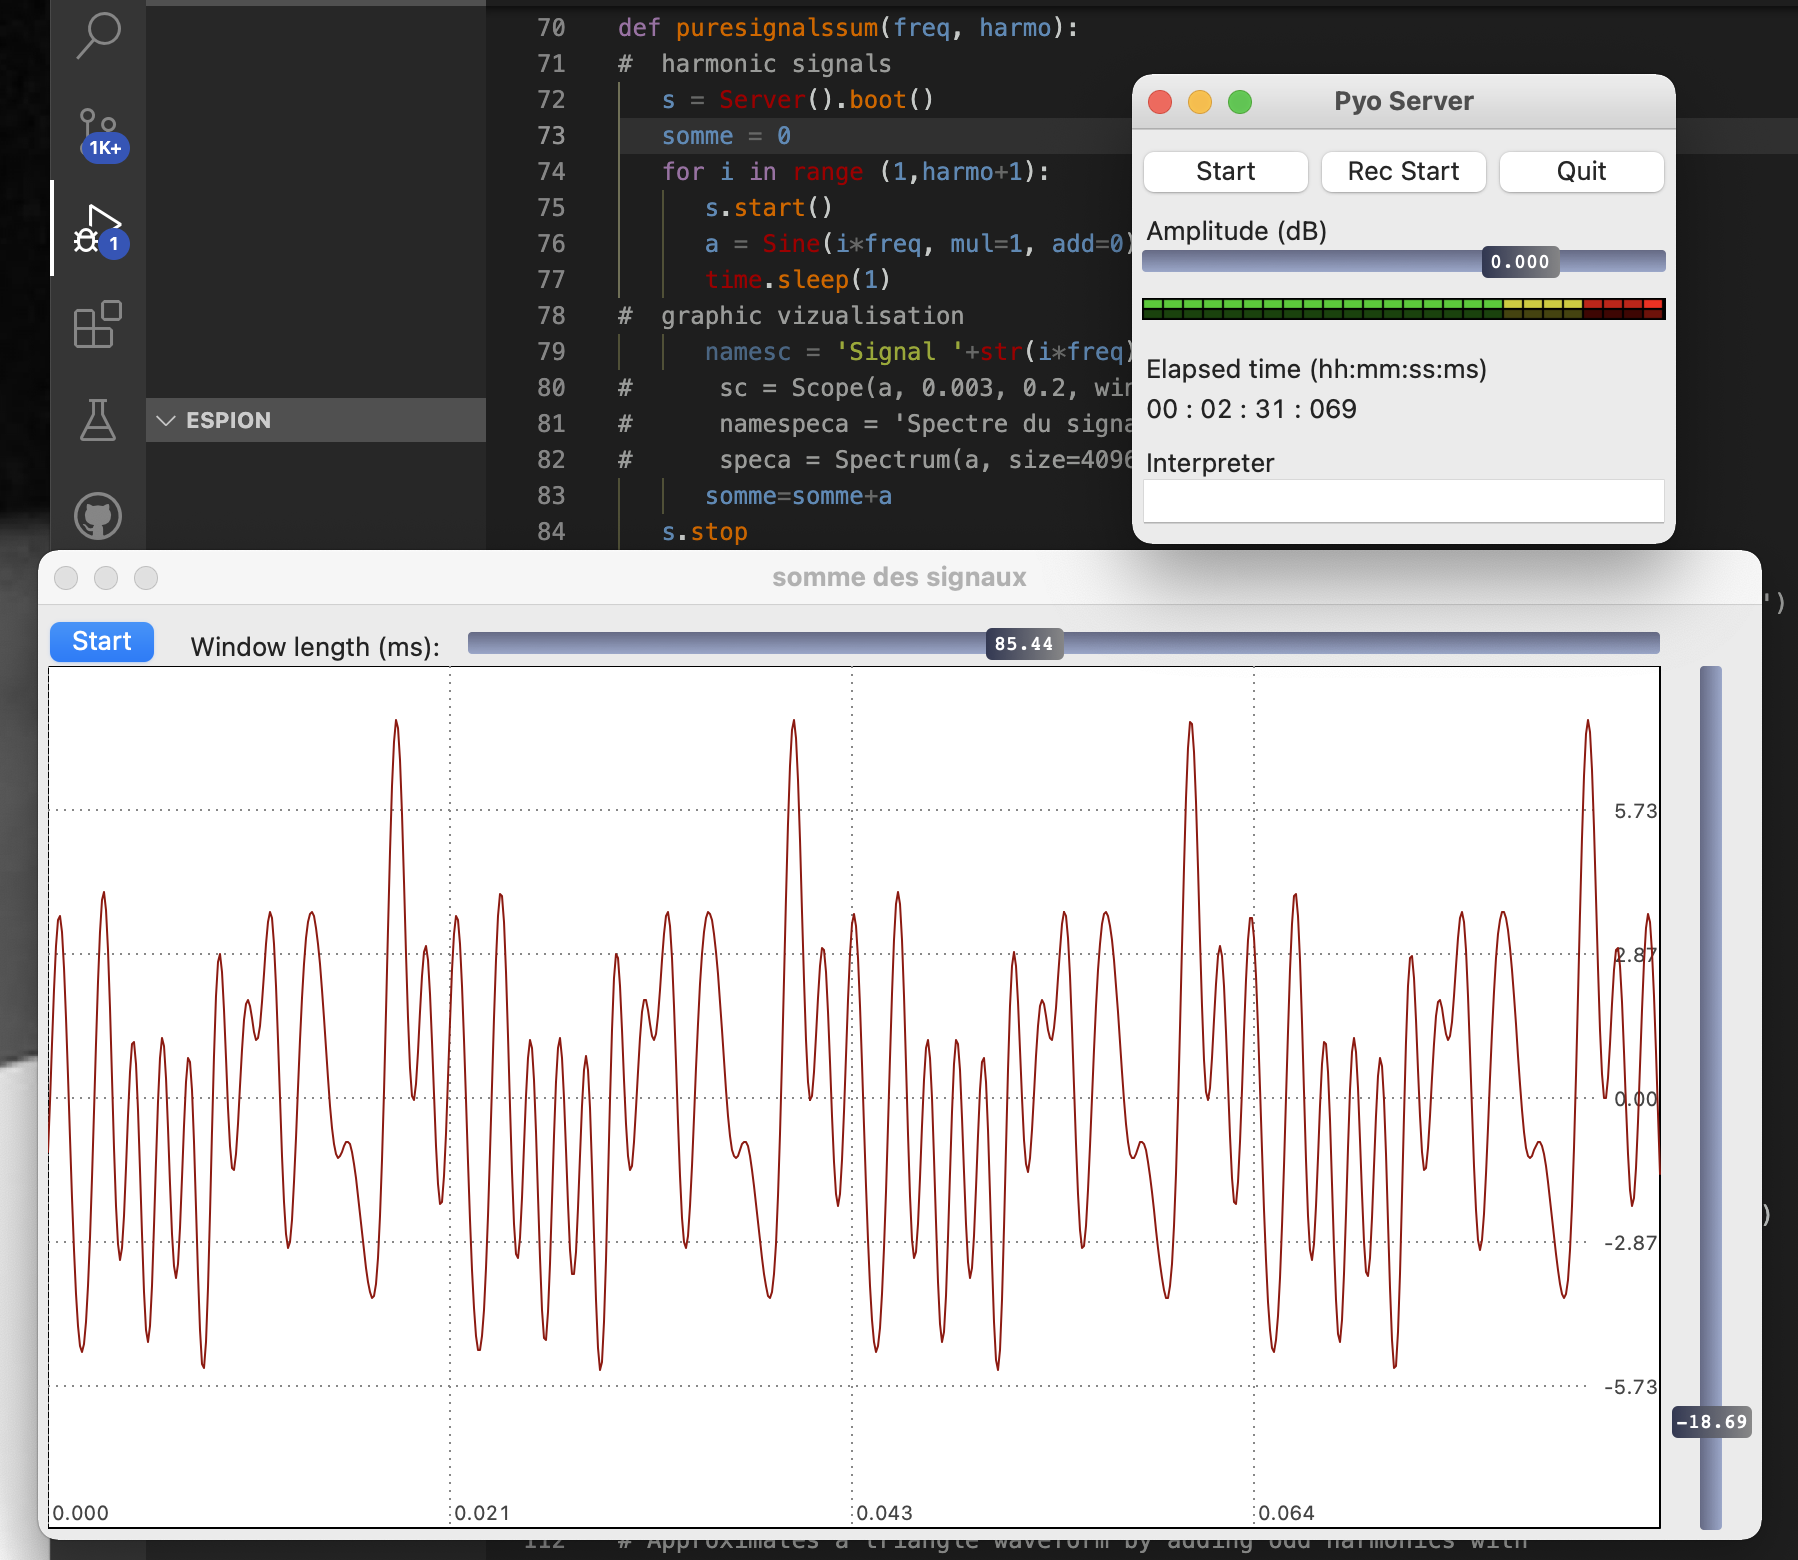 70 def puresignalssum(freq, harmo):
71 # harmonic signals
72 s = Server().boot()
73 somme = 0
74 for i in range (1,harmo+1):
75 s.start()
76 a = Sine(i*freq, mul=1, add=0)
77 time.sleep(1)
78 # graphic vizualisation
79 namesc = 'Signal '+str(i*freq)
80 # sc = Scope(a, 0.003, 0.2, win
81 # namespeca = 'Spectre du signa
82 # speca = Spectrum(a, size=4096
83 somme=somme+a
84 s.stop
1K+
1
ESPION
Pyo Server
Start Rec Start Quit
Amplitude (dB)
0.000
Elapsed time (hh:mm:ss:ms)
00 : 02 : 31 : 069
Interpreter
somme des signaux
')
Start Window length (ms): 85.44
5.73
2.87
0.00
-2.87
-5.73
)
-18.69
0.000 0.021 0.043 0.064
112 # Approximates a triangle waveform by adding odd harmonics with